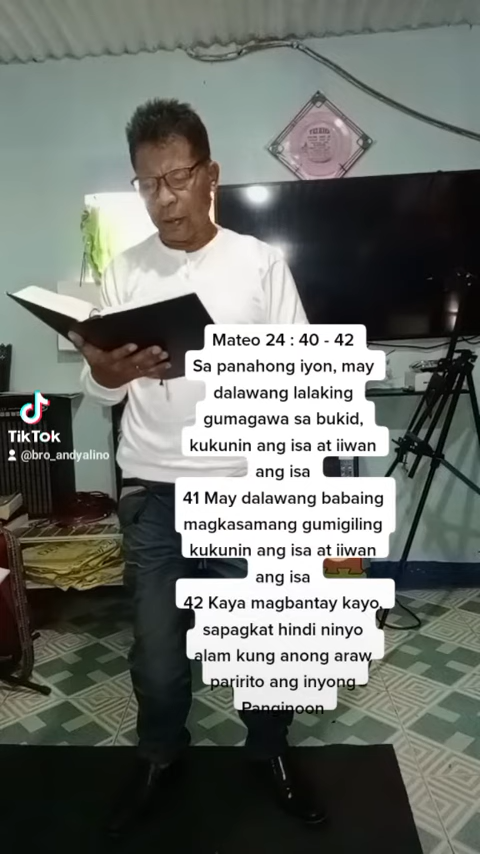 Mateo 24 : 40 - 42
Sa panahong iyon, may
dalawang lalaking
gumagawa sa bukid,
kukunin ang isa at iiwan
ang isa
41 May dalawang babaing
magkasamang gumigiling
kukunin ang isa at iiwan
ang isa
42 Kaya magbantay kayo,
sapagkat hindi ninyo
alam kung anong araw
paririto ang inyong
Panginoon
TikTok
@bro_andyalino